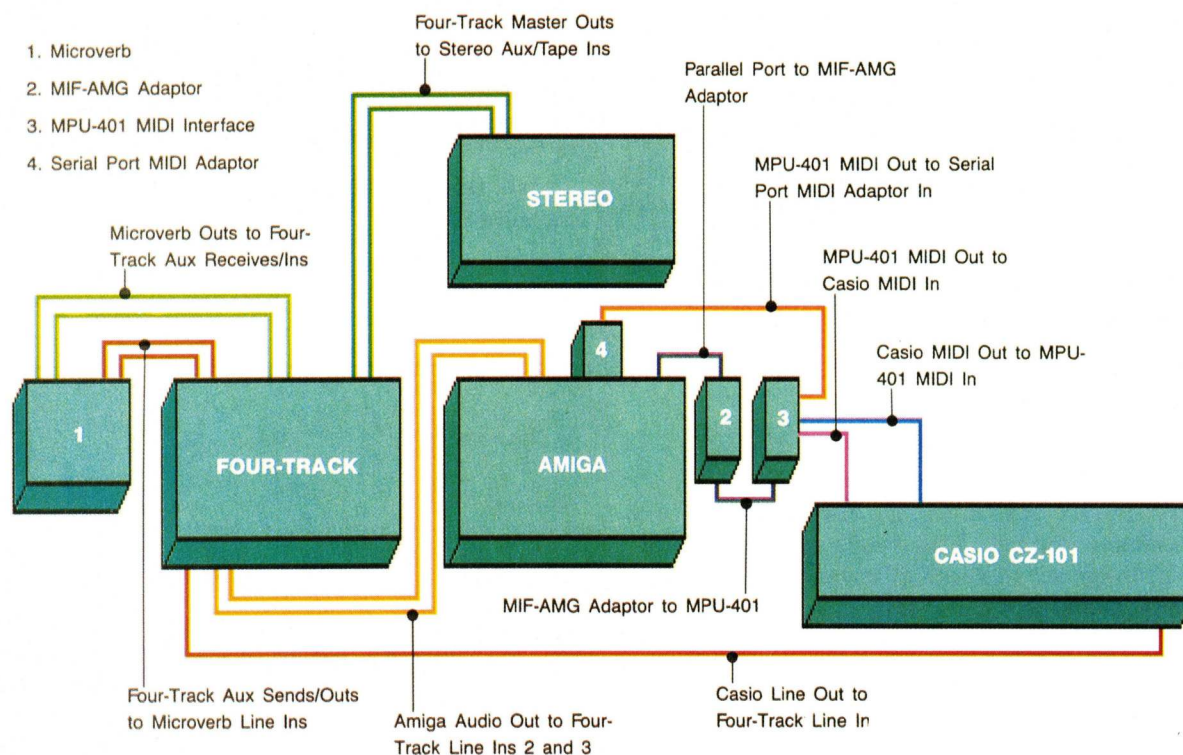 1. Microverb
2. MIF-AMG Adaptor
3. MPU-401 MIDI Interface
4. Serial Port MIDI Adaptor
Four-Track Master Outs
to Stereo Aux/Tape Ins
Parallel Port to MIF-AMG
Adaptor
MPU-401 MIDI Out to Serial
Port MIDI Adaptor In
STEREO
Microverb Outs to Four-
Track Aux Receives/Ins
MPU-401 MIDI Out to
Casio MIDI In
Casio MIDI Out to MPU-
401 MIDI In
4
1
FOUR-TRACK
AMIGA
2
3
CASIO CZ-101
MIF-AMG Adaptor to MPU-401
Four-Track Aux Sends/Outs
to Microverb Line Ins
Amiga Audio Out to Four-
Track Line Ins 2 and 3
Casio Line Out to
Four-Track Line In